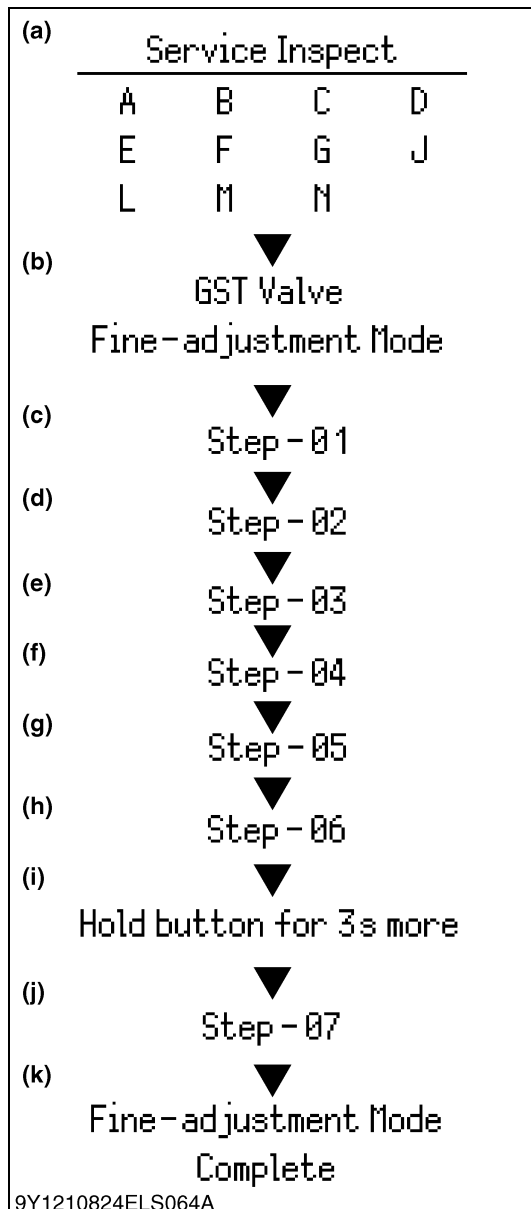 (a)
Service Inspect
A B C D
E F G J
L M N
(b)
GST Valve
Fine-adjustment Mode
(c)
Step-01
(d)
Step-02
(e)
Step-03
(f)
Step-04
(g)
Step-05
(h)
Step-06
(i)
Hold button for 3s more
(j)
Step-07
(k)
Fine-adjustment Mode
Complete
9Y1210824ELS064A